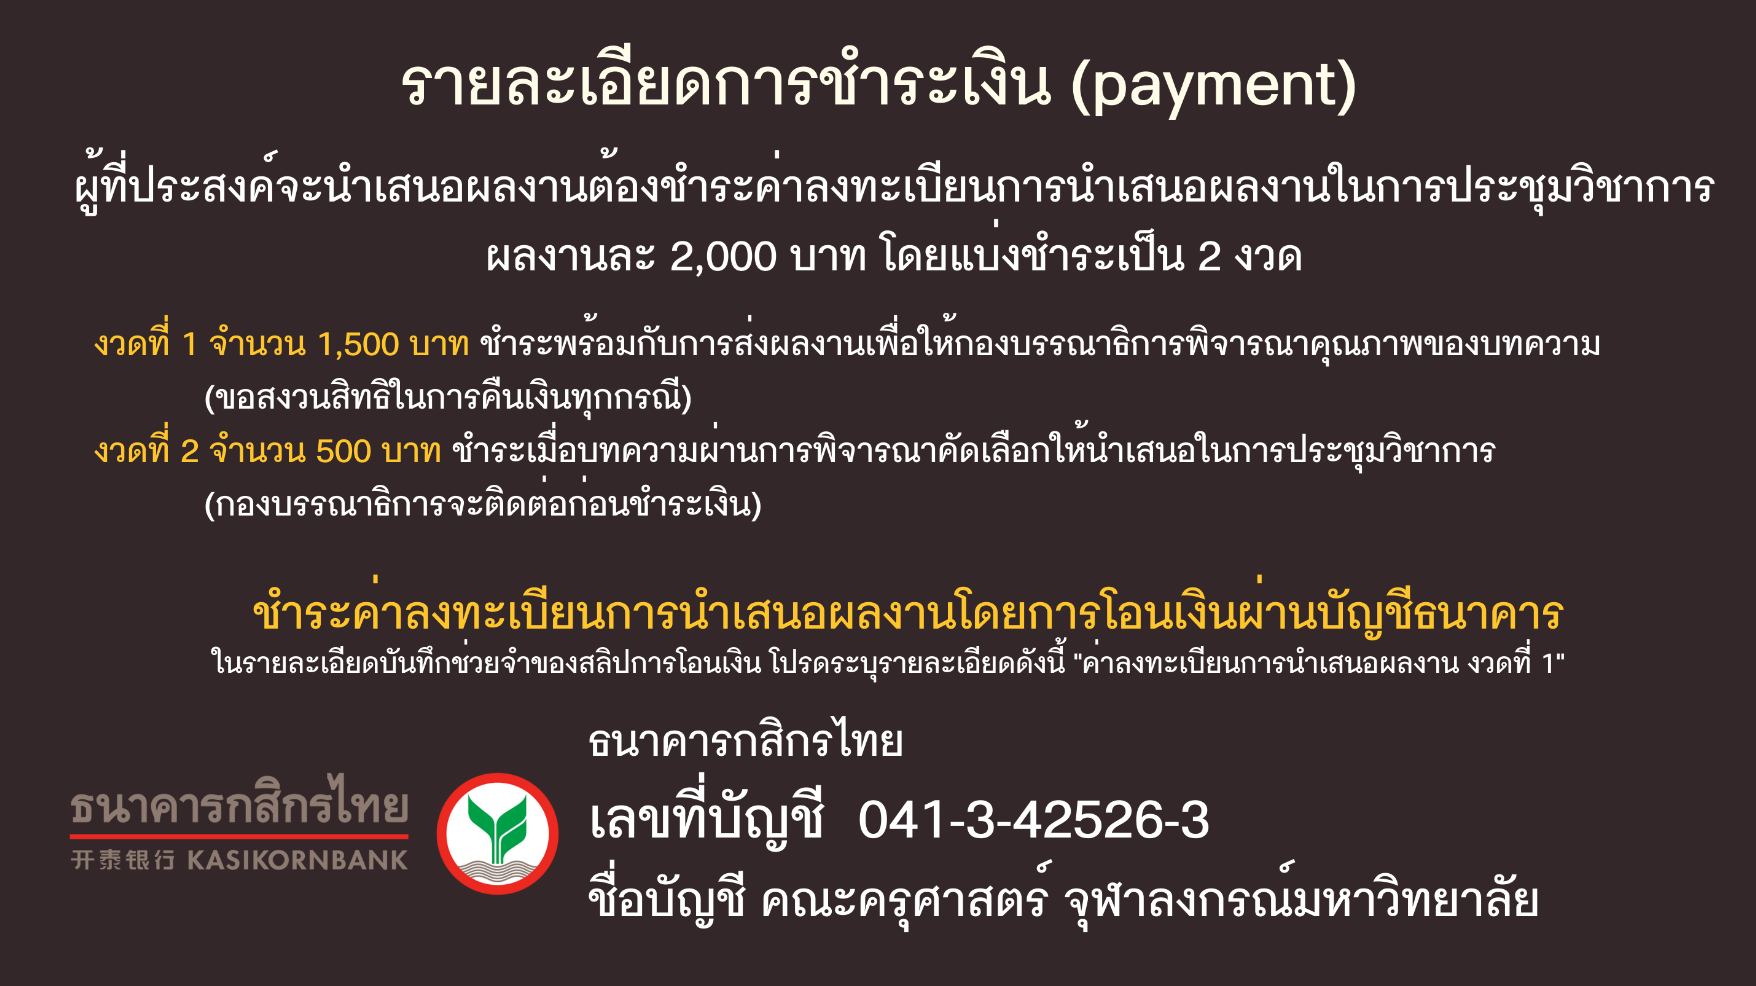 รายละเอียดการชำระเงิน (payment)
ผู้ที่ประสงค์จะนำเสนอผลงานต้องชำระค่าลงทะเบียนการนำเสนอผลงานในการประชุมวิชาการ
ผลงานละ 2,000 บาท โดยแบ่งชำระเป็น 2 งวด
งวดที่ 1 จำนวน 1,500 บาท ชำระพร้อมกับการส่งผลงานเพื่อให้กองบรรณาธิการพิจารณาคุณภาพของบทความ
(ขอสงวนสิทธิในการคืนเงินทุกกรณี)
งวดที่ 2 จำนวน 500 บาท ชำระเมื่อบทความผ่านการพิจารณาคัดเลือกให้นำเสนอในการประชุมวิชาการ
(กองบรรณาธิการจะติดต่อก่อนชำระเงิน)
ชำระค่าลงทะเบียนการนำเสนอผลงานโดยการโอนเงินผ่านบัญชีธนาคาร
ในรายละเอียดบันทึกช่วยจำของสลิปการโอนเงิน โปรดระบุรายละเอียดดังนี้ "ค่าลงทะเบียนการนำเสนอผลงาน งวดที่ 1"
ธนาคารกสิกรไทย
开泰银行 KASIKORNBANK
ธนาคารกสิกรไทย
เลขที่บัญชี 041-3-42526-3
ชื่อบัญชี คณะครุศาสตร์ จุฬาลงกรณ์มหาวิทยาลัย